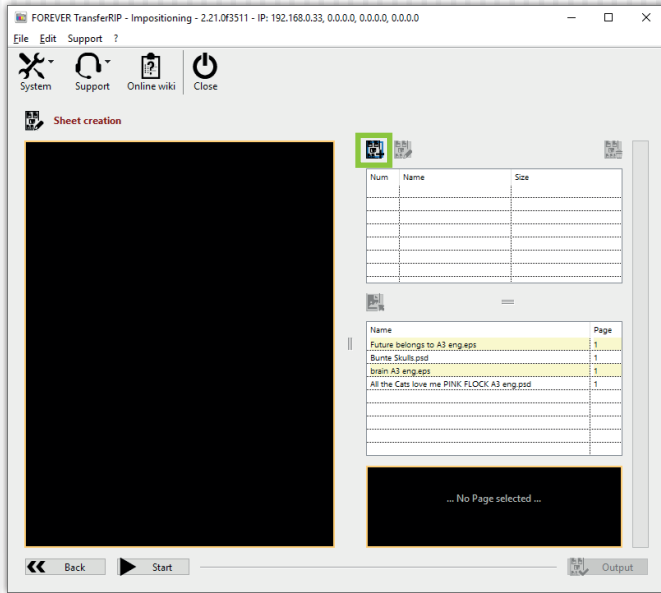 FOREVER TransferRIP - Impositioning - 2.21.0f3511 - IP: 192.168.0.33, 0.0.0.0, 0.0.0.0, 0.0.0.0
File Edit Support ?
System Support Online wiki Close
Sheet creation
Num Name Size
Name Page
Future belongs to A3 eng.eps 1
Bunte Skulls.psd 1
brain A3 eng.eps 1
All the Cats love me PINK FLOCK A3 eng.psd 1
... No Page selected ...
Back Start Output